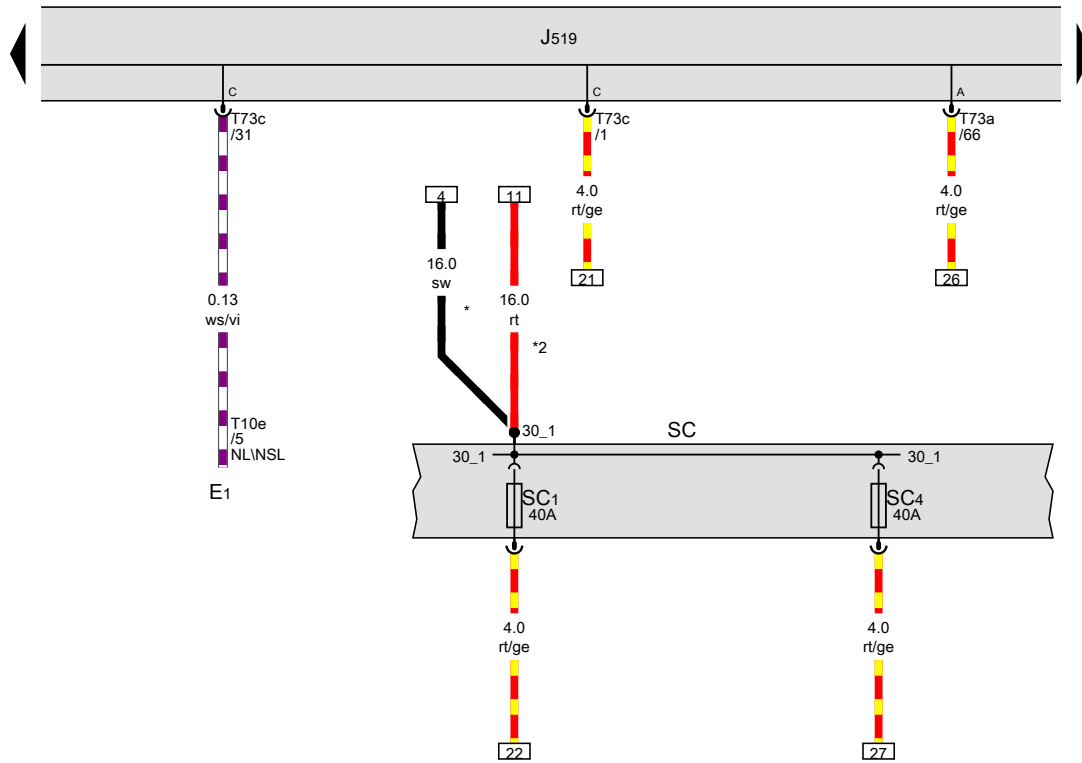 J519
C
C
A
T73c
/31
T73c
/1
T73a
/66
4
11
4.0
rt/ge
4.0
rt/ge
16.0
sw
*
16.0
rt
*2
21
26
0.13
ws/vi
T10e
/5
NL\NSL
E1
30_1
SC
30_1
30_1
SC1
40A
SC4
40A
4.0
rt/ge
4.0
rt/ge
22
27